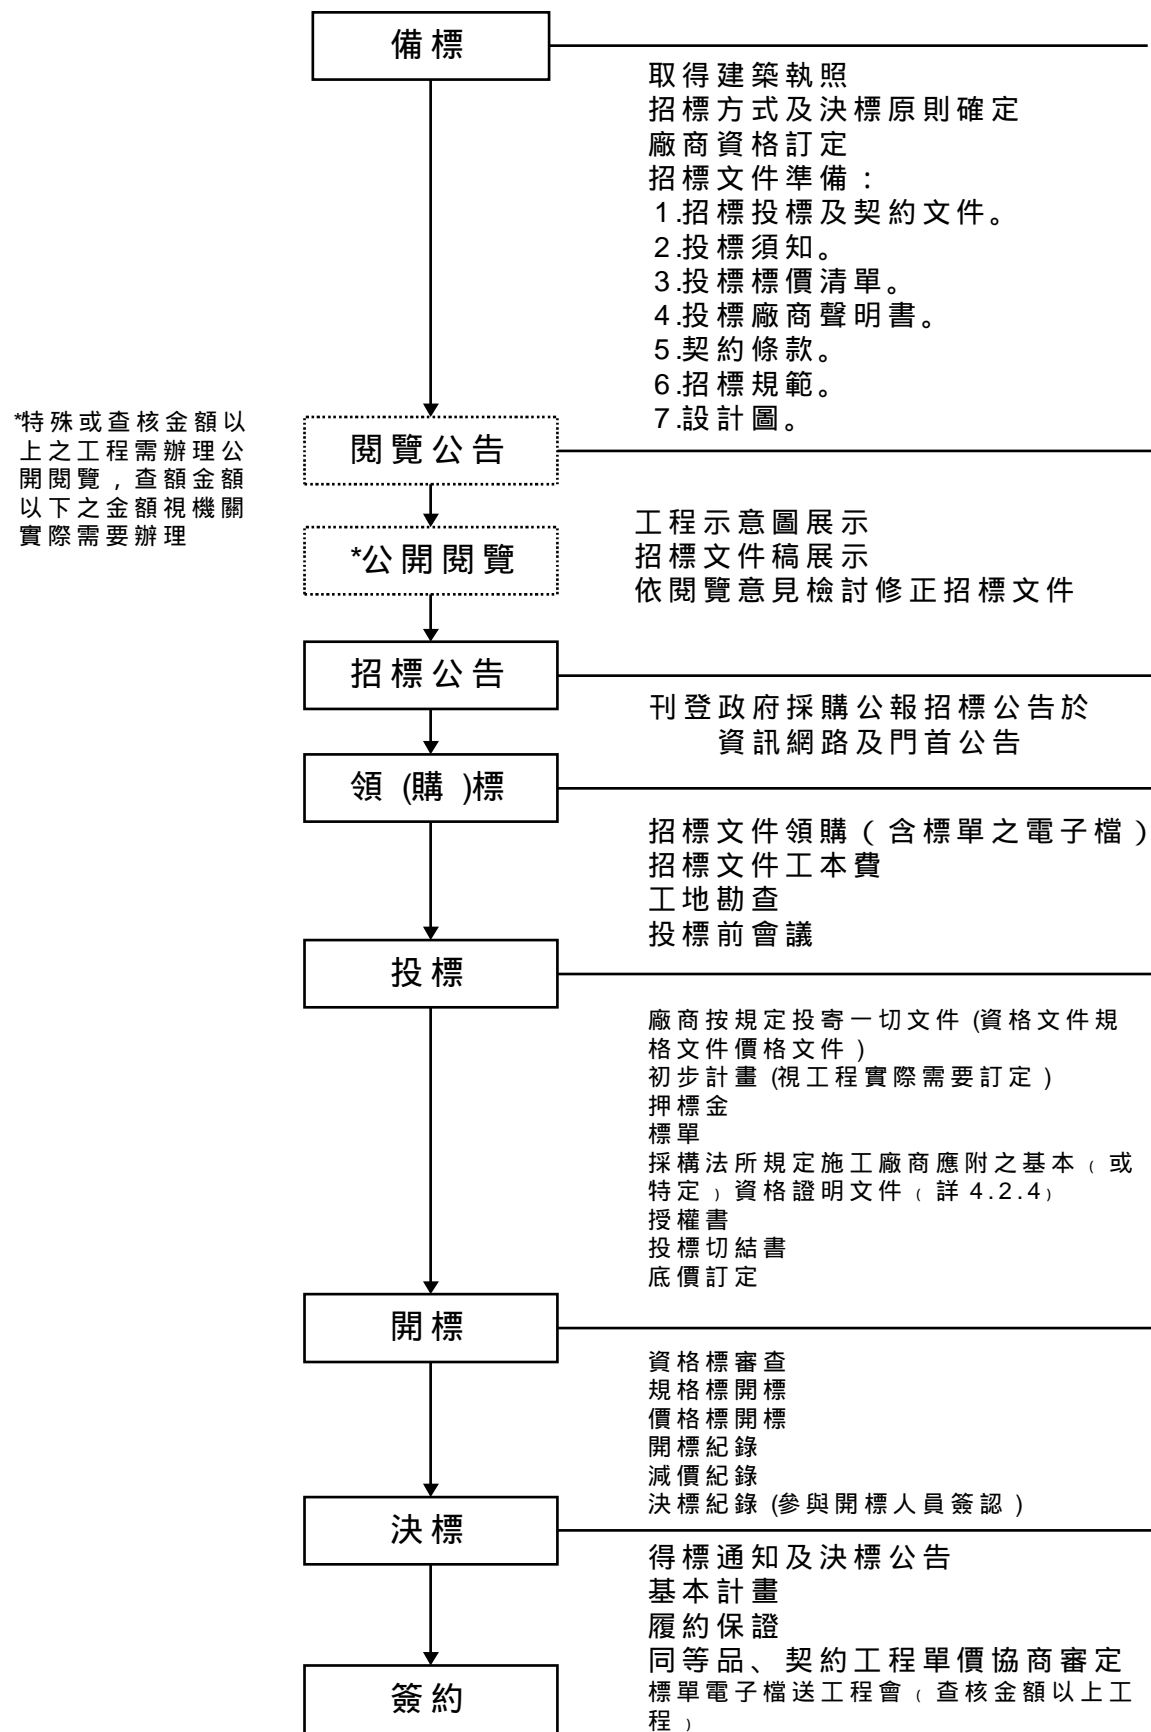 備標
取得建築執照
招標方式及決標原則確定
廠商資格訂定
招標文件準備：
1.招標投標及契約文件。
2.投標須知。
3.投標標價清單。
4.投標廠商聲明書。
5.契約條款。
6.招標規範。
7.設計圖。
*特殊或查核金額以
上之工程需辦理公
開閱覽，查額金額
以下之金額視機關
實際需要辦理
閱覽公告
*公開閱覽
工程示意圖展示
招標文件稿展示
依閱覽意見檢討修正招標文件
招標公告
刊登政府採購公報招標公告於
資訊網路及門首公告
領(購)標
招標文件領購（含標單之電子檔）
招標文件工本費
工地勘查
投標前會議
投標
廠商按規定投寄一切文件(資格文件規
格文件價格文件)
初步計畫(視工程實際需要訂定)
押標金
標單
採構法所規定施工廠商應附之基本﹙或
特定﹚資格證明文件﹙詳4.2.4﹚
授權書
投標切結書
底價訂定
開標
資格標審查
規格標開標
價格標開標
開標紀錄
減價紀錄
決標紀錄(參與開標人員簽認)
決標
得標通知及決標公告
基本計畫
履約保證
同等品、契約工程單價協商審定
標單電子檔送工程會﹙查核金額以上工
程﹚
簽約